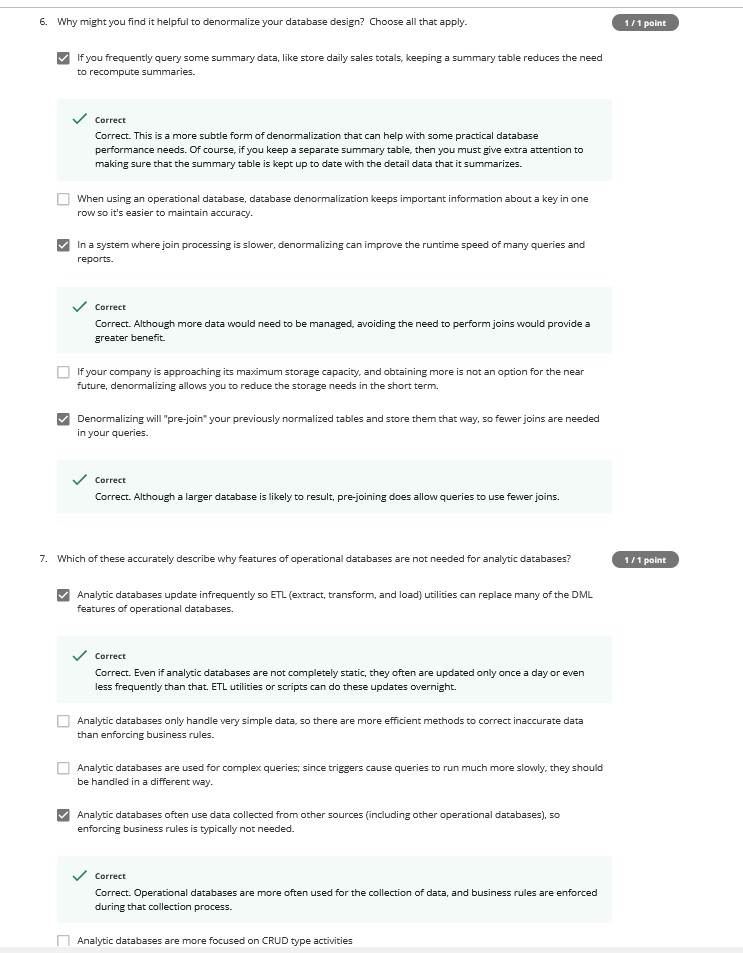 6. Why might you find it helpful to denormalize your database design? Choose all that apply.
1 / 1 point
If you frequently query some summary data, like store daily sales totals, keeping a summary table reduces the need
to recompute summaries.
Correct
Correct. This is a more subtle form of denormalization that can help with some practical database
performance needs. Of course, if you keep a separate summary table, then you must give extra attention to
making sure that the summary table is kept up to date with the detail data that it summarizes.
When using an operational database, database denormalization keeps important information about a key in one
row so it's easier to maintain accuracy.
In a system where join processing is slower, denormalizing can improve the runtime speed of many queries and
reports.
Correct
Correct. Although more data would need to be managed, avoiding the need to perform joins would provide a
greater benefit.
If your company is approaching its maximum storage capacity, and obtaining more is not an option for the near
future, denormalizing allows you to reduce the storage needs in the short term.
Denormalizing will "pre-join" your previously normalized tables and store them that way, so fewer joins are needed
in your queries.
Correct
Correct. Although a larger database is likely to result, pre-joining does allow queries to use fewer joins.
7. Which of these accurately describe why features of operational databases are not needed for analytic databases?
1 / 1 point
Analytic databases update infrequently so ETL (extract, transform, and load) utilities can replace many of the DML
features of operational databases.
Correct
Correct. Even if analytic databases are not completely static, they often are updated only once a day or even
less frequently than that. ETL utilities or scripts can do these updates overnight.
Analytic databases only handle very simple data, so there are more efficient methods to correct inaccurate data
than enforcing business rules.
Analytic databases are used for complex queries; since triggers cause queries to run much more slowly, they should
be handled in a different way.
Analytic databases often use data collected from other sources (including other operational databases), so
enforcing business rules is typically not needed.
Correct
Correct. Operational databases are more often used for the collection of data, and business rules are enforced
during that collection process.
Analytic databases are more focused on CRUD type activities